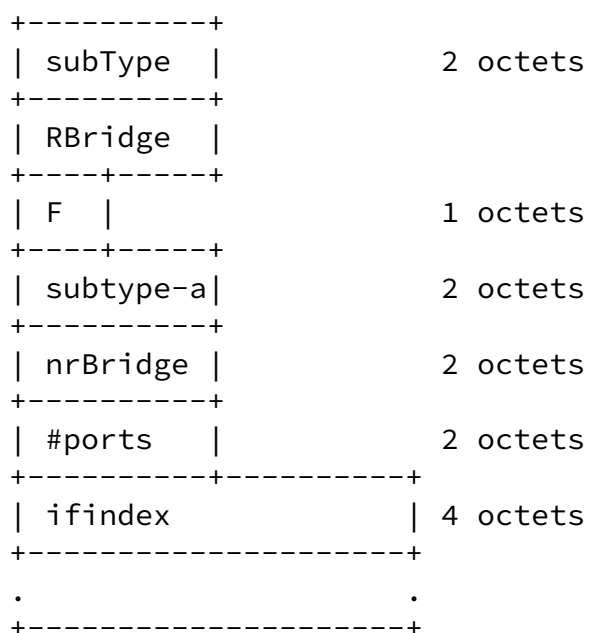 +----------+
| subType  |            2 octets
+----------+
| RBridge  |
+----+-----+
| F  |                  1 octets
+----+-----+
| subtype-a|            2 octets
+----------+
| nrBridge |            2 octets
+----------+
| #ports   |            2 octets
+----------+----------+
| ifindex             | 4 octets
+---------------------+
.                     .
+---------------------+